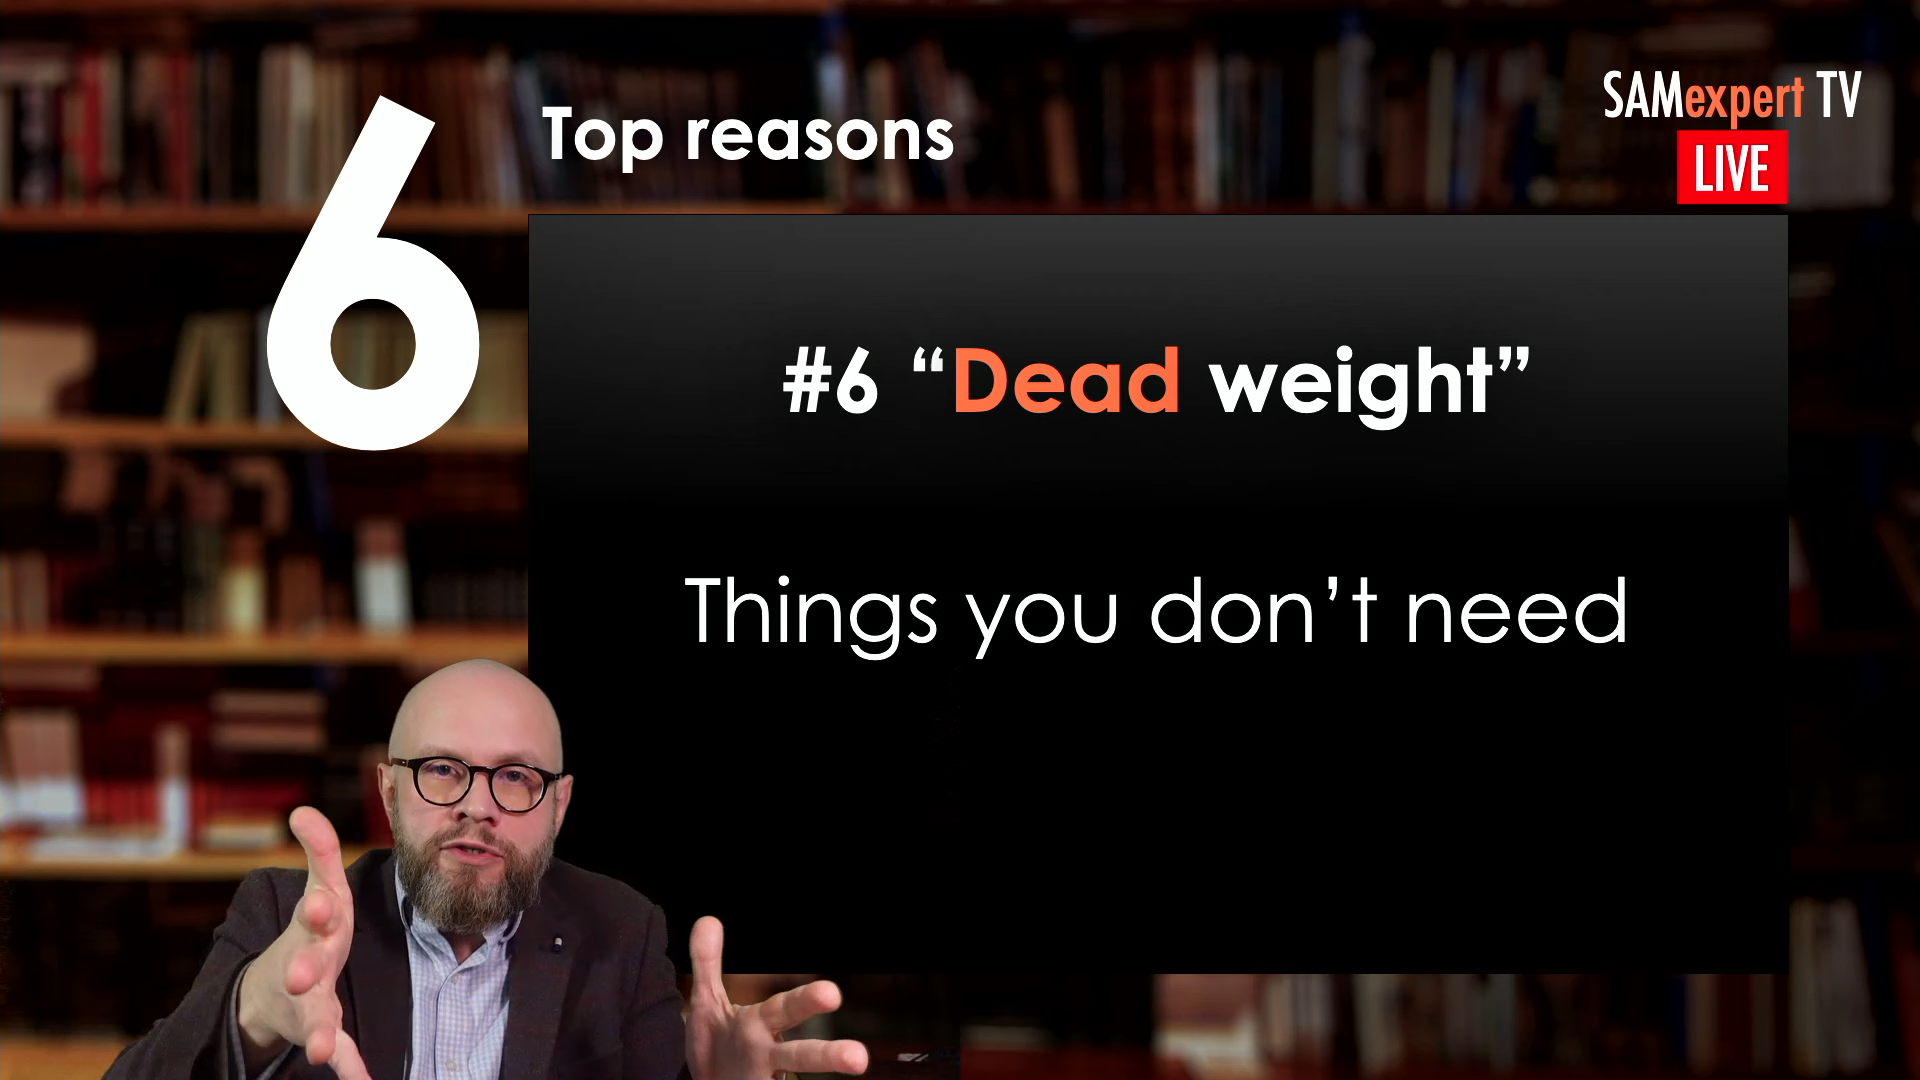 6
Top reasons
SAMexpert TV
LIVE
#6 “Dead weight”
Things you don’t need